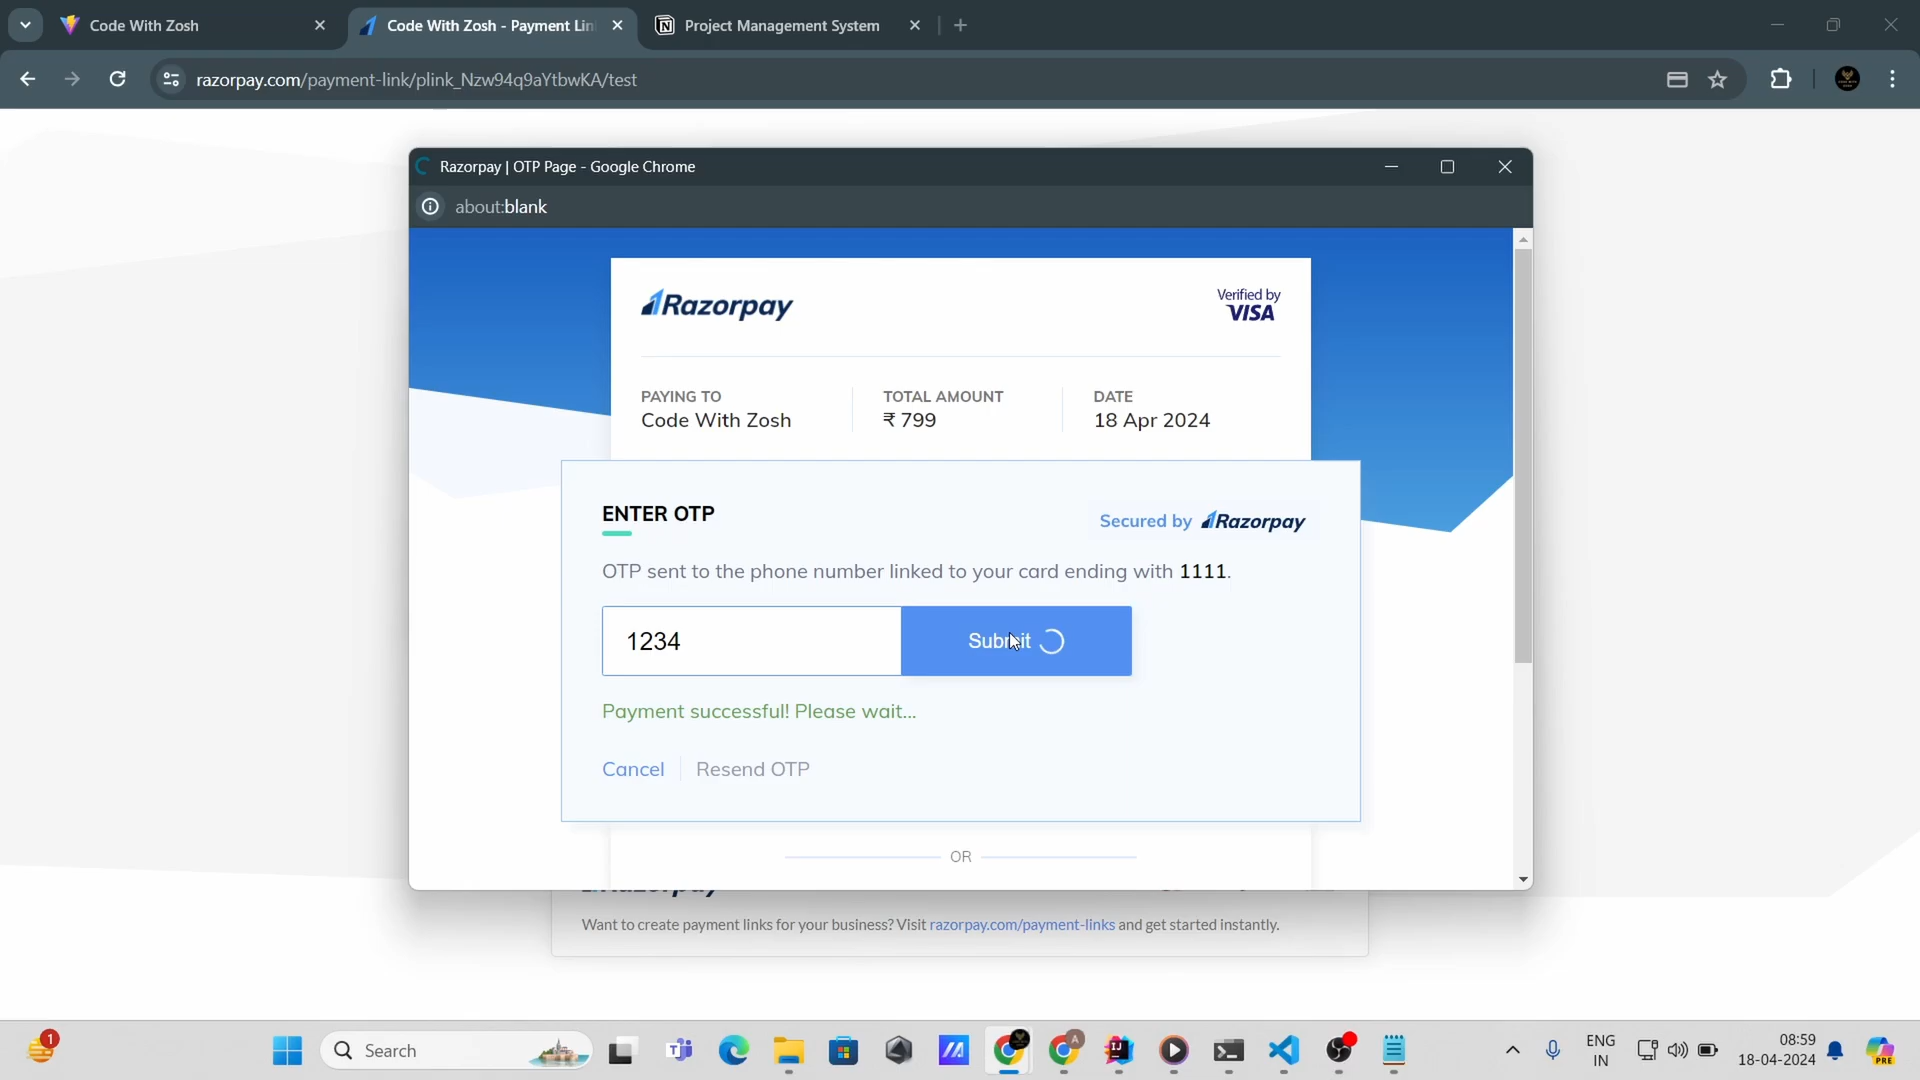 Code With Zosh
Code With Zosh - Payment Lin
Project Management System
razorpay.com/payment-link/plink_Nzw94q9aYtbwKA/test
Razorpay | OTP Page - Google Chrome
about:blank
Razorpay
Verified by
VISA
PAYING TO
Code With Zosh
TOTAL AMOUNT
₹ 799
DATE
18 Apr 2024
ENTER OTP
Secured by Razorpay
OTP sent to the phone number linked to your card ending with 1111.
1234
Submit
Payment successful! Please wait...
Cancel
Resend OTP
OR
Want to create payment links for your business? Visit razorpay.com/payment-links and get started instantly.
1
Search
ENG
IN
08:59
18-04-2024
PRE